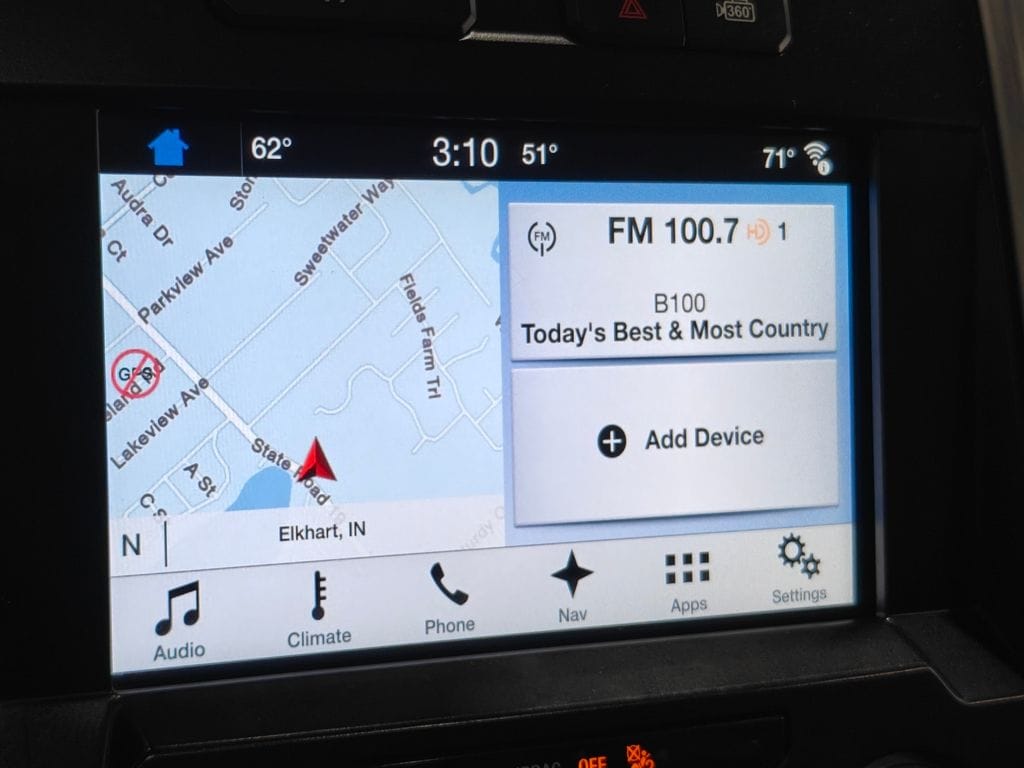 360°
62°
3:10
51°
71°
Audra Dr
Ct
Parkview Ave
Sweetwater Way
Fields Farm Trl
GPS
Lakeview Ave
A St
State Road
Elkhart, IN
N
FM
FM 100.7 HD 1
B100
Today's Best & Most Country
Add Device
Audio
Climate
Phone
Nav
Apps
Settings
OFF